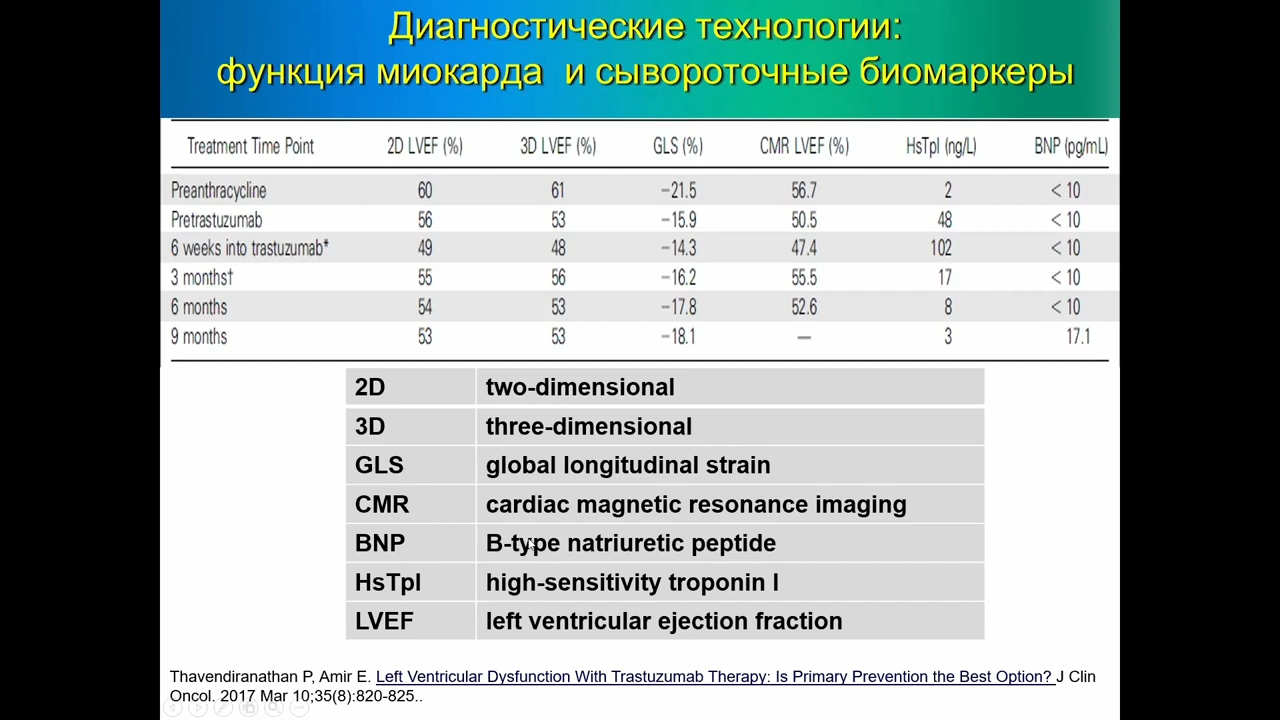 Диагностические технологии:
функция миокарда и сывороточные биомаркеры
Treatment Time Point 2D LVEF (%) 3D LVEF (%) GLS (%) CMR LVEF (%) HsTpI (ng/L) BNP (pg/mL)
Preanthracycline 60 61 −21.5 56.7 2 < 10
Pretrastuzumab 56 53 −15.9 50.5 48 < 10
6 weeks into trastuzumab* 49 48 −14.3 47.4 102 < 10
3 months† 55 56 −16.2 55.5 17 < 10
6 months 54 53 −17.8 52.6 8 < 10
9 months 53 53 −18.1 — 3 17.1
2D two-dimensional
3D three-dimensional
GLS global longitudinal strain
CMR cardiac magnetic resonance imaging
BNP B-type natriuretic peptide
HsTpI high-sensitivity troponin I
LVEF left ventricular ejection fraction
Thavendiranathan P, Amir E. Left Ventricular Dysfunction With Trastuzumab Therapy: Is Primary Prevention the Best Option? J Clin
Oncol. 2017 Mar 10;35(8):820-825..